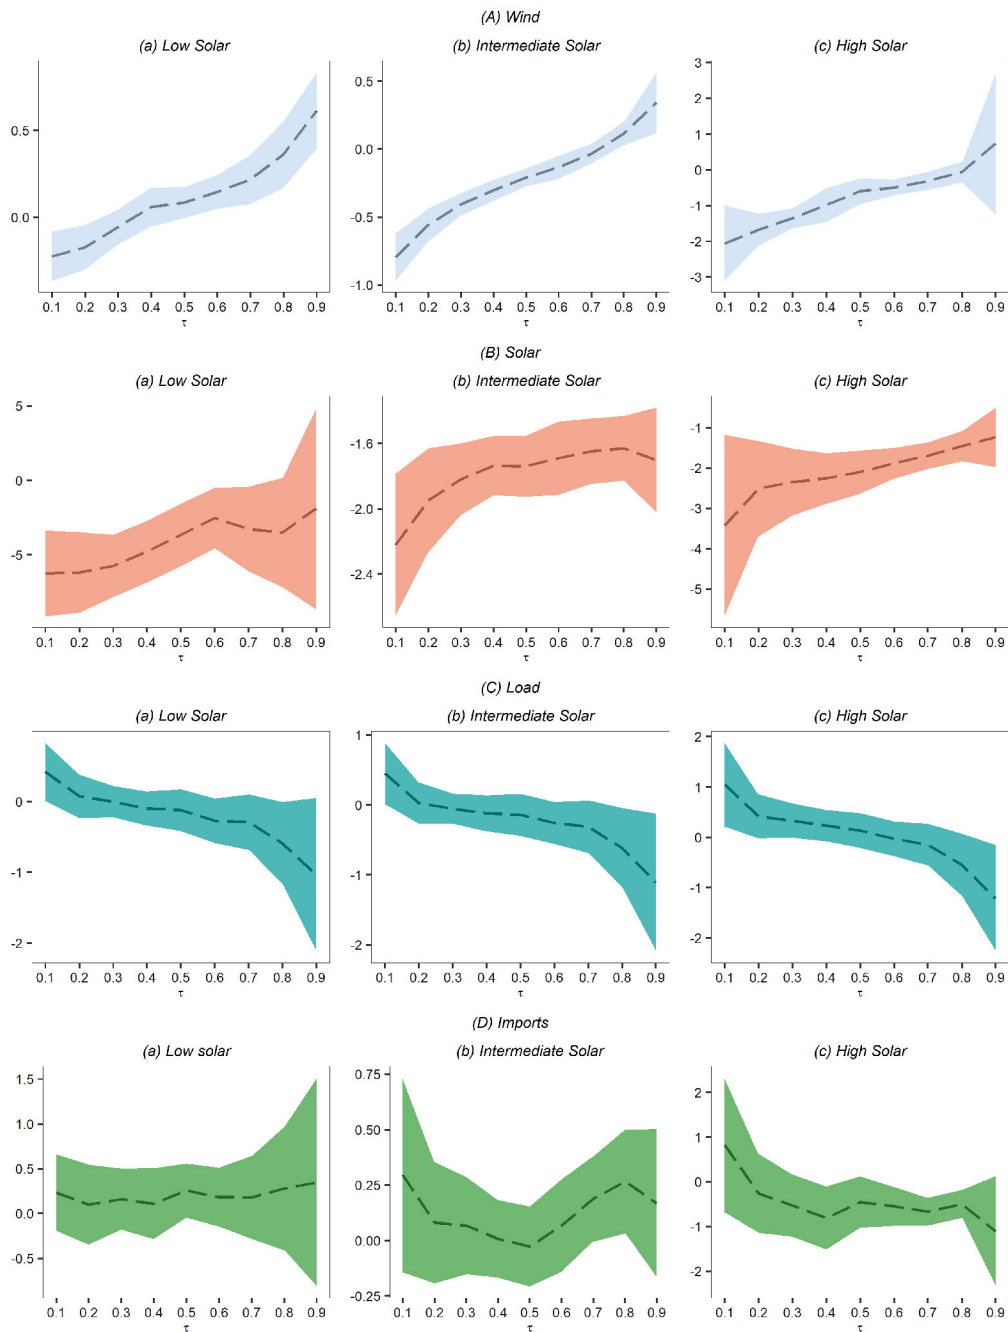 (A) Wind
(a) Low Solar (b) Intermediate Solar (c) High Solar
0.5
0.0
0.1 0.2 0.3 0.4 0.5 0.6 0.7 0.8 0.9
τ
0.5
0.0
-0.5
-1.0
0.1 0.2 0.3 0.4 0.5 0.6 0.7 0.8 0.9
τ
3
2
1
0
-1
-2
-3
0.1 0.2 0.3 0.4 0.5 0.6 0.7 0.8 0.9
τ
(B) Solar
(a) Low Solar (b) Intermediate Solar (c) High Solar
5
0
-5
0.1 0.2 0.3 0.4 0.5 0.6 0.7 0.8 0.9
τ
-1.6
-2.0
-2.4
0.1 0.2 0.3 0.4 0.5 0.6 0.7 0.8 0.9
τ
-1
-2
-3
-4
-5
0.1 0.2 0.3 0.4 0.5 0.6 0.7 0.8 0.9
τ
(C) Load
(a) Low Solar (b) Intermediate Solar (c) High Solar
0
-1
-2
0.1 0.2 0.3 0.4 0.5 0.6 0.7 0.8 0.9
τ
1
0
-1
-2
0.1 0.2 0.3 0.4 0.5 0.6 0.7 0.8 0.9
τ
2
1
0
-1
-2
0.1 0.2 0.3 0.4 0.5 0.6 0.7 0.8 0.9
τ
(D) Imports
(a) Low solar (b) Intermediate Solar (c) High Solar
1.5
1.0
0.5
0.0
-0.5
0.1 0.2 0.3 0.4 0.5 0.6 0.7 0.8 0.9
τ
0.75
0.50
0.25
0.00
-0.25
0.1 0.2 0.3 0.4 0.5 0.6 0.7 0.8 0.9
τ
2
1
0
-1
-2
0.1 0.2 0.3 0.4 0.5 0.6 0.7 0.8 0.9
τ